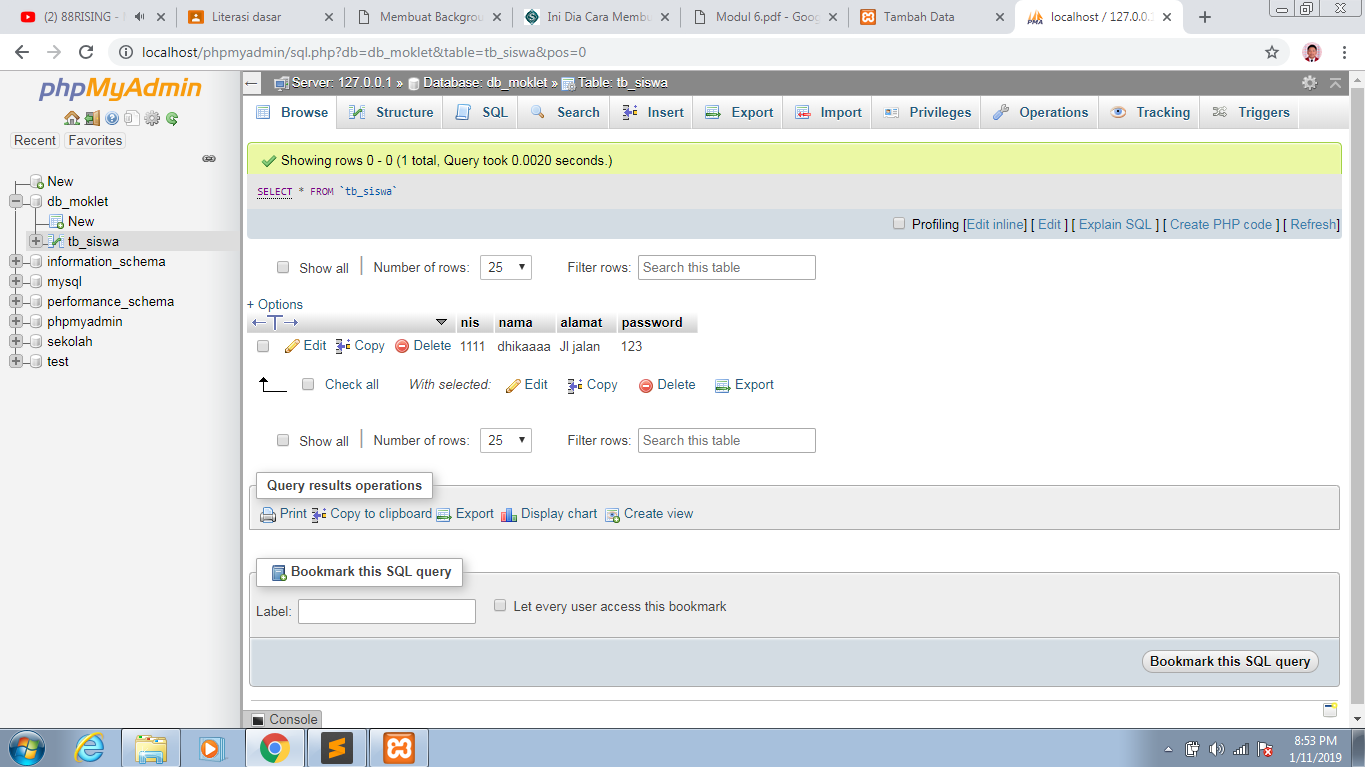 (2) 88RISING - Literasi dasar Membuat Backgrou Ini Dia Cara Membu Modul 6.pdf - Goog Tambah Data localhost / 127.0.0.
localhost/phpmyadmin/sql.php?db=db_moklet&table=tb_siswa&pos=0
phpMyAdmin
Recent Favorites
New
db_moklet
New
tb_siswa
information_schema
mysql
performance_schema
phpmyadmin
sekolah
test
Server: 127.0.0.1 » Database: db_moklet » Table: tb_siswa
Browse Structure SQL Search Insert Export Import Privileges Operations Tracking Triggers
Showing rows 0 - 0 (1 total, Query took 0.0020 seconds.)
SELECT * FROM `tb_siswa`
Profiling [Edit inline] [ Edit ] [ Explain SQL ] [ Create PHP code ] [ Refresh]
Show all Number of rows: 25 Filter rows: Search this table
+ Options
nis nama alamat password
Edit Copy Delete 1111 dhikaaaa Jl jalan 123
Check all With selected: Edit Copy Delete Export
Show all Number of rows: 25 Filter rows: Search this table
Query results operations
Print Copy to clipboard Export Display chart Create view
Bookmark this SQL query
Label: Let every user access this bookmark
Bookmark this SQL query
Console
8:53 PM
1/11/2019